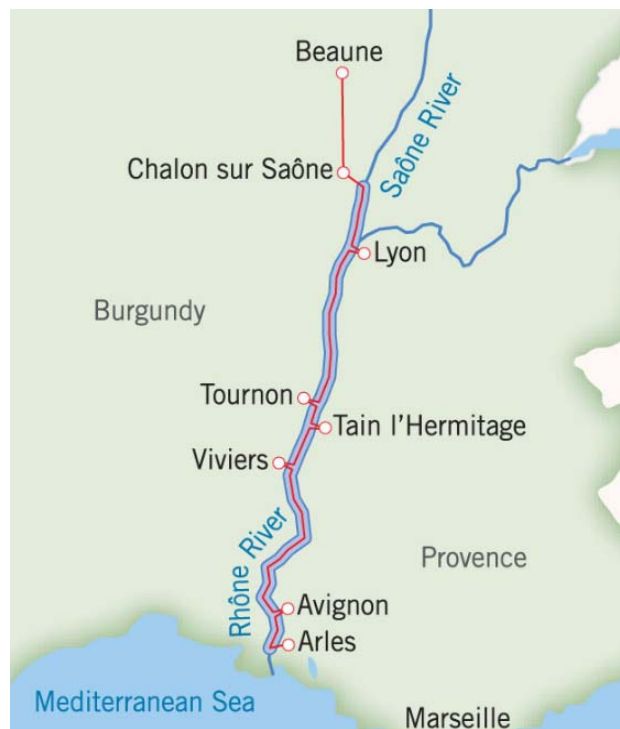 Beaune
Saône River
Chalon sur Saône
Lyon
Burgundy
Tournon
Tain l'Hermitage
Viviers
Rhône River
Provence
Avignon
Arles
Mediterranean Sea
Marseille